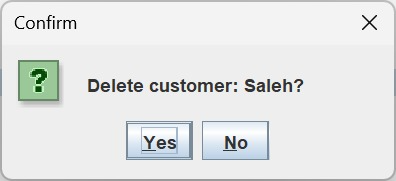 Confirm
?
Delete customer: Saleh?
Yes
No